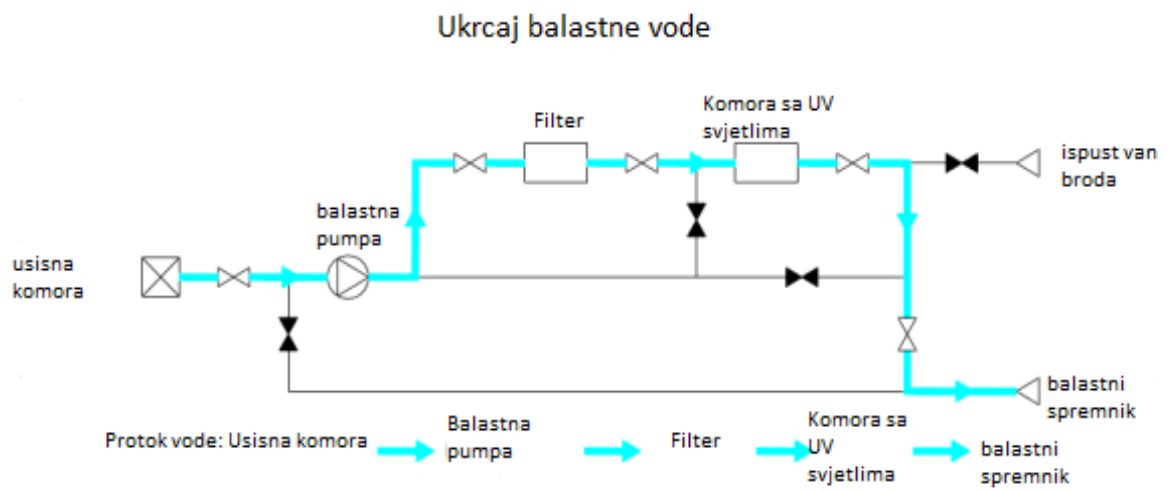 Ukrcaj balastne vode
Filter
Komora sa UV
svjetlima
ispust van
broda
balastna
pumpa
usisna
komora
balastni
spremnik
Protok vode: Usisna komora
Balastna
pumpa
Filter
Komora sa
UV
svjetlima
balastni
spremnik